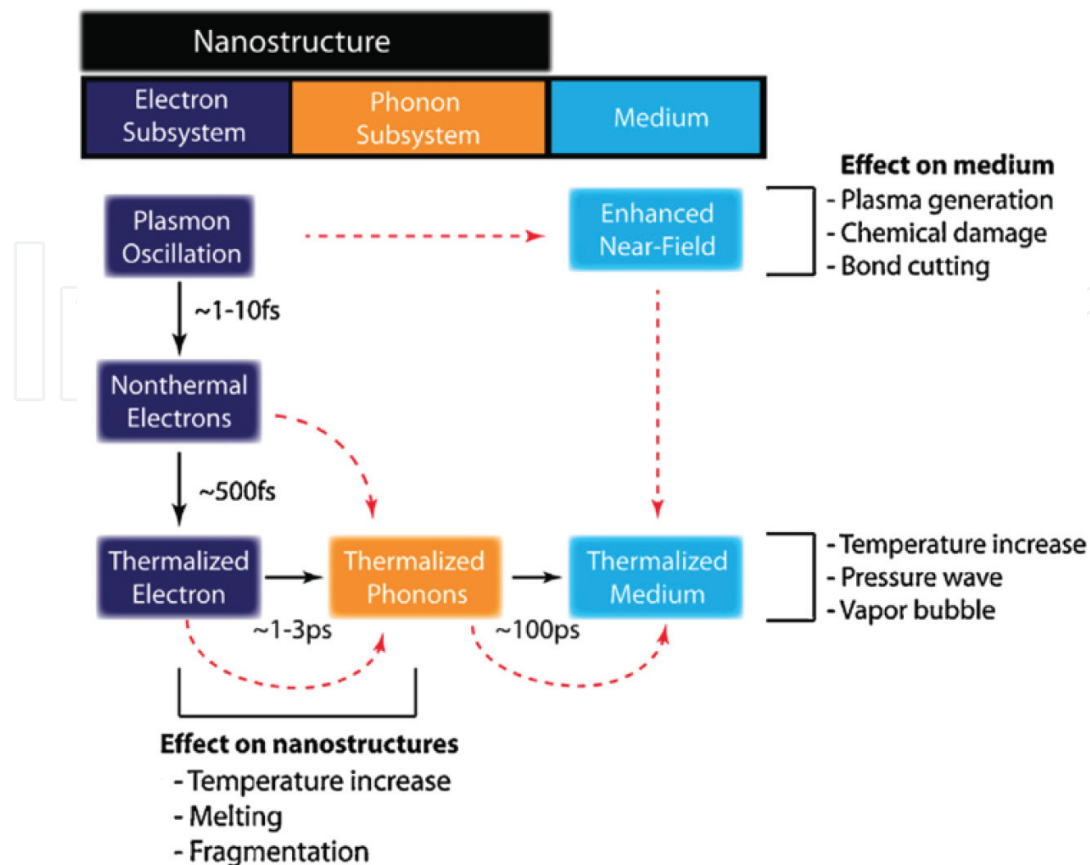 Nanostructure
Electron
Subsystem
Phonon
Subsystem
Medium
Effect on medium
- Plasma generation
- Chemical damage
- Bond cutting
Plasmon
Oscillation
Enhanced
Near-Field
~1-10fs
Nonthermal
Electrons
~500fs
Thermalized
Electron
Thermalized
Phonons
Thermalized
Medium
- Temperature increase
- Pressure wave
- Vapor bubble
~1-3ps
~100ps
Effect on nanostructures
- Temperature increase
- Melting
- Fragmentation